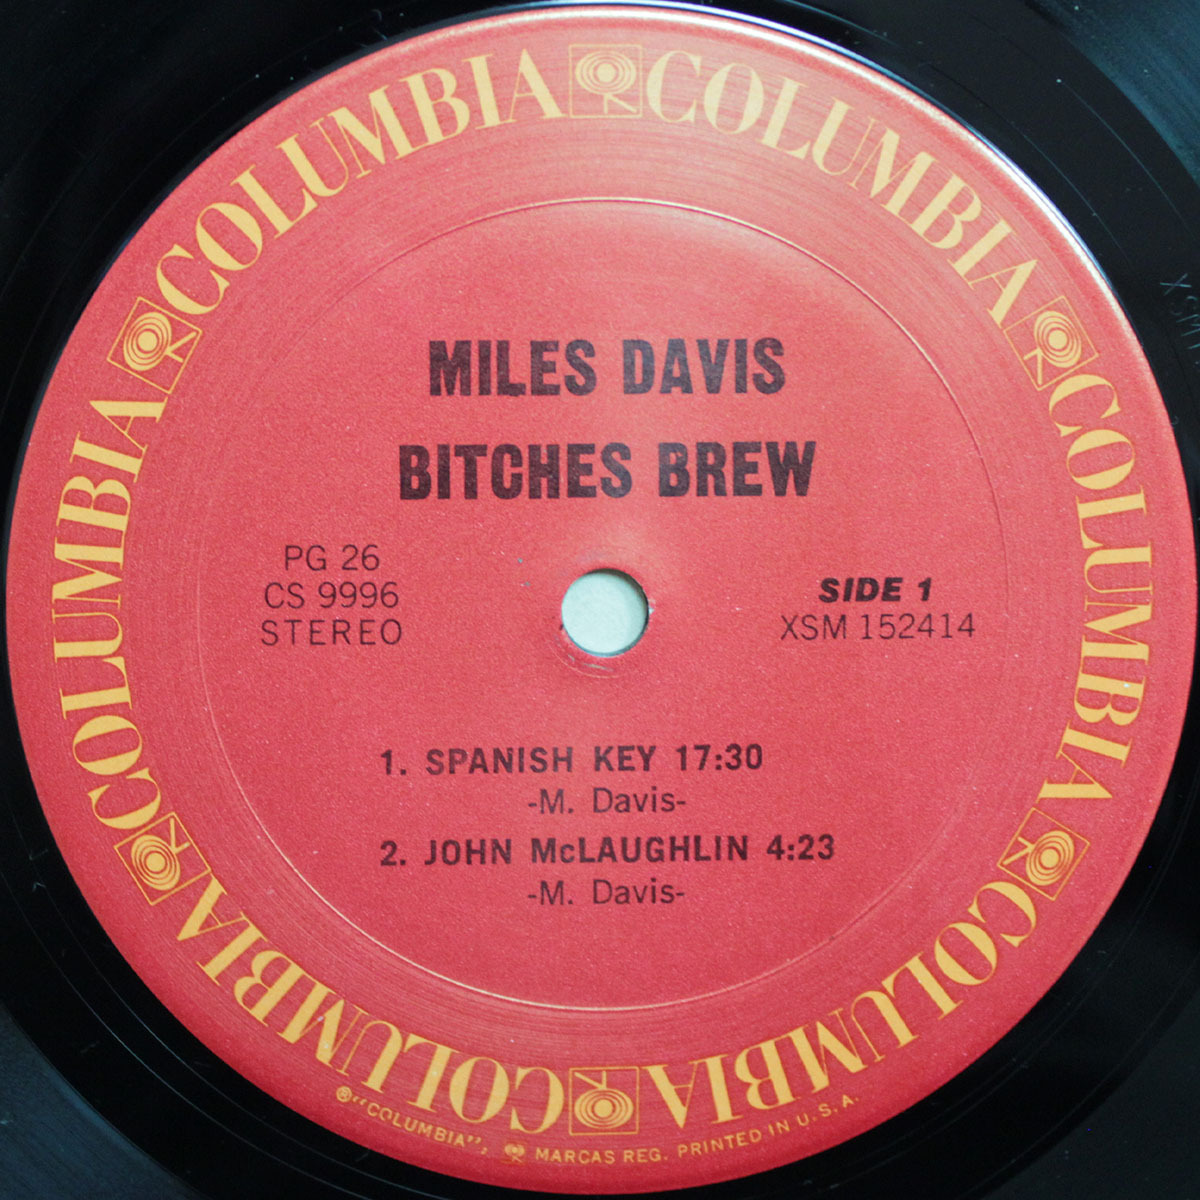 COLUMBIA COLUMBIA COLUMBIA COLUMBIA COLUMBIA COLUMBIA
MILES DAVIS
BITCHES BREW
PG 26
CS 9996
STEREO
SIDE 1
XSM 152414
1. SPANISH KEY 17:30
-M. Davis-
2. JOHN McLAUGHLIN 4:23
-M. Davis-
® "COLUMBIA", MARCAS REG. PRINTED IN U.S.A.